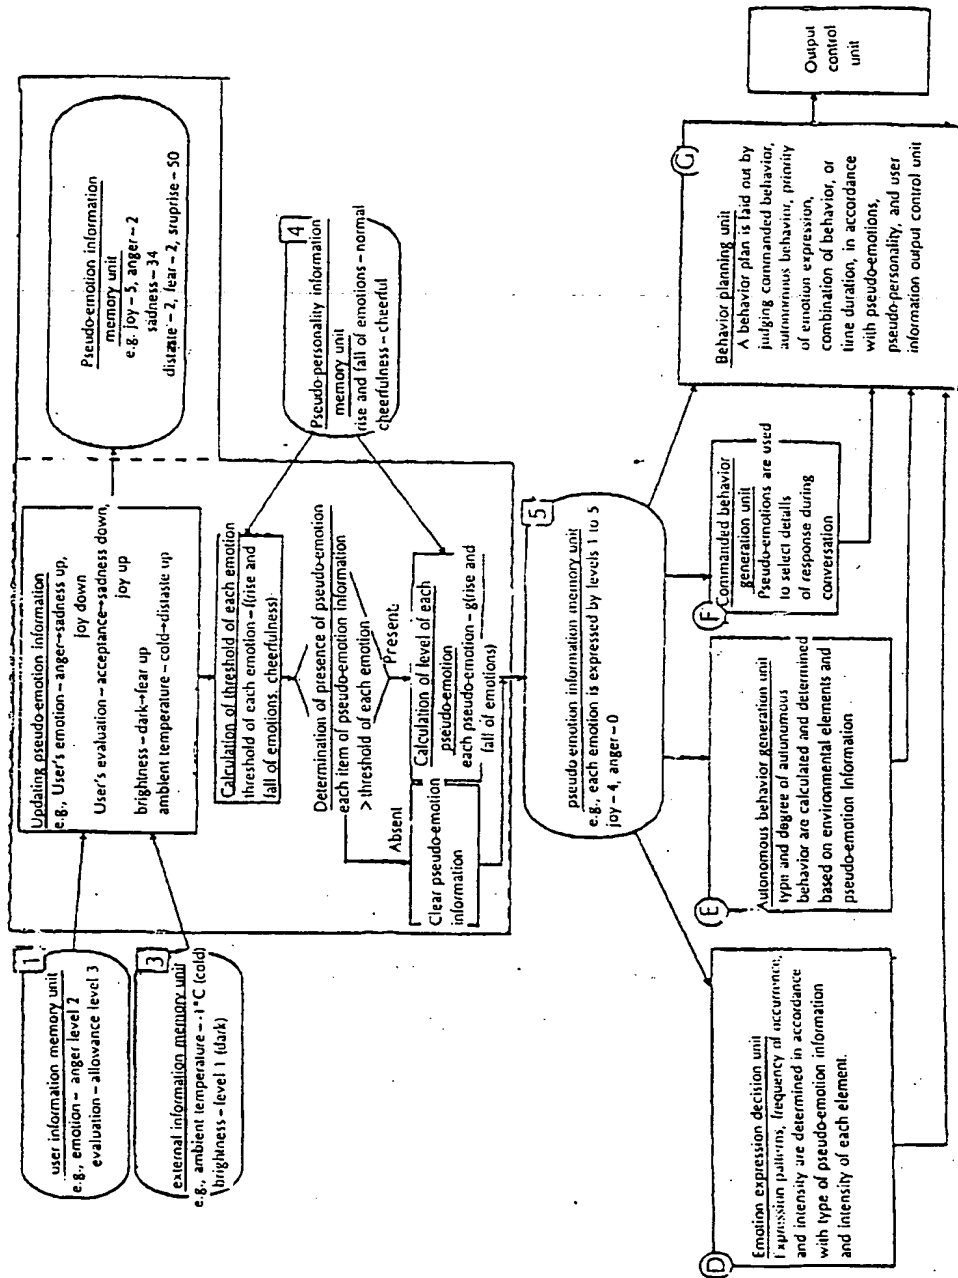 1
user information memory unit
e.g., emotion – anger level 2
evaluation – allowance level 3
3
external information memory unit
e.g., ambient temperature – -1°C (cold)
brightness – level 1 (dark)
Updating pseudo-emotion information
e.g., User's emotion – anger→sadness up,
joy down
User's evaluation – acceptance→sadness down,
joy up
brightness – dark→fear up
ambient temperature – cold→distaste up
Pseudo-emotion information
memory unit
e.g. joy – 5, anger – 2
sadness – 34
distaste – 2, fear – 2, sruprise – 50
Calculation of threshold of each emotion
threshold of each emotion – f(rise and
fall of emotions, cheerfulness)
4
Pseudo-personality information
memory unit
rise and fall of emotions – normal
cheerfulness – cheerful
Determination of presence of pseudo-emotion
each item of pseudo-emotion information
> threshold of each emotion
Absent
Present
Clear pseudo-emotion
information
Calculation of level of each
pseudo-emotion
each pseudo-emotion – g(rise and
fall of emotions)
5
pseudo emotion information memory unit
e.g., each emotion is expressed by levels 1 to 5
joy – 4, anger – 0
D
Emotion expression decision unit
Expression patterns, frequency of occurrence,
and intensity are determined in accordance
with type of pseudo-emotion information
and intensity of each element.
E
Autonomous behavior generation unit
type and degree of autonomous
behavior are calculated and determined
based on environmental elements and
pseudo-emotion Information
F
Commanded behavior
generation unit
Pseudo-emotions are used
to select details
of response during
conversation
G
Behavior planning unit
A behavior plan is laid out by
judging commanded behavior,
autonomous behavior, priority
of emotion expression,
combination of behavior, or
time duration, in accordance
with pseudo-emotions,
pseudo-personality, and user
information output control unit
Output
control
unit